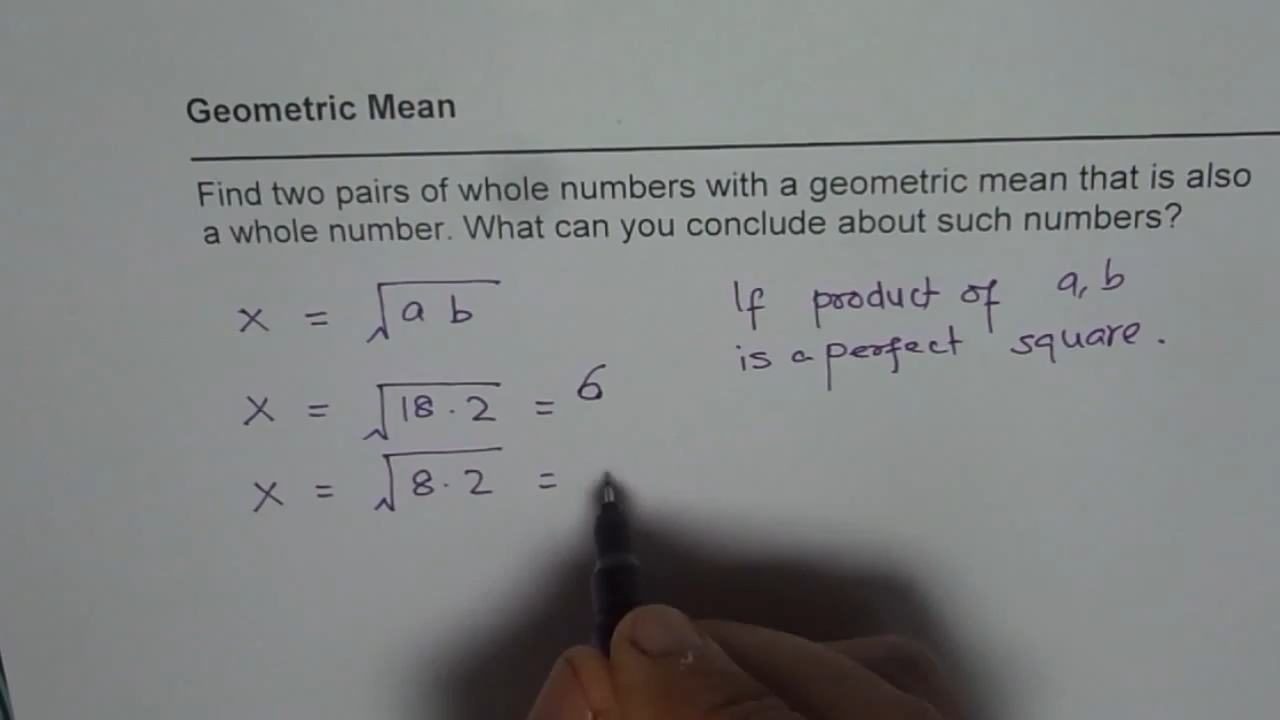 Geometric Mean
Find two pairs of whole numbers with a geometric mean that is also
a whole number. What can you conclude about such numbers?
x = √(a b)
If product of a, b
is a perfect square.
x = √(18 · 2) = 6
x = √(8 · 2) =